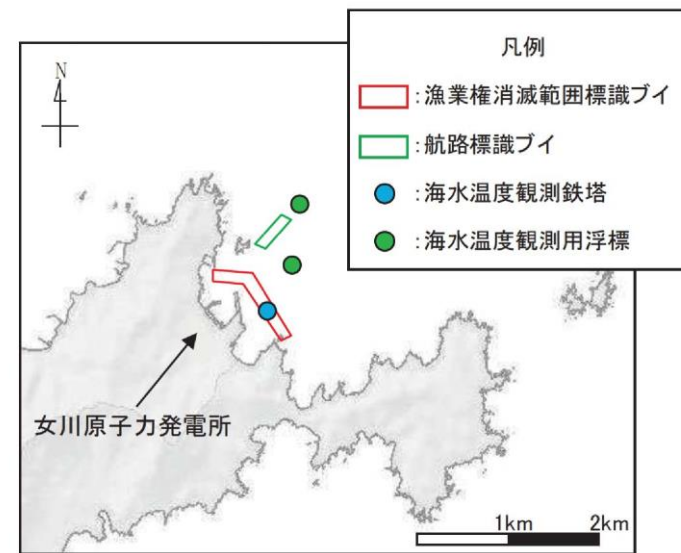 凡例
:漁業権消滅範囲標識ブイ
:航路標識ブイ
:海水温度観測鉄塔
:海水温度観測用浮標
N
女川原子力発電所
1km 2km